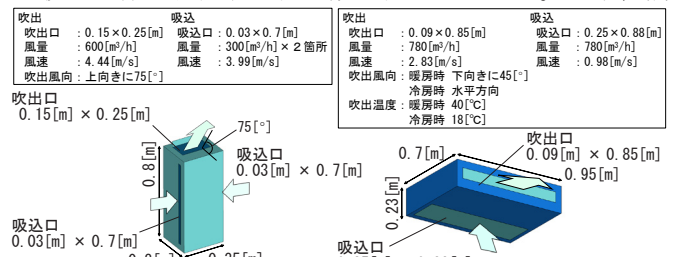 吹出 吸込
吹出口 : 0.15×0.25[m] 吸込口 : 0.03×0.7[m]
風量 : 600[m³/h] 風量 : 300[m³/h]×2箇所
風速 : 4.44[m/s] 風速 : 3.99[m/s]
吹出風向 : 上向きに75[°]
吹出 吸込
吹出口 : 0.09×0.85[m] 吸込口 : 0.25×0.88[m]
風量 : 780[m³/h] 風量 : 780[m³/h]
風速 : 2.83[m/s] 風速 : 0.98[m/s]
吹出風向 : 暖房時 下向きに45[°]
冷房時 水平方向
吹出温度 : 暖房時 40[℃]
冷房時 18[℃]
吹出口
0.15[m] × 0.25[m]
75[°]
吸込口
0.03[m] × 0.7[m]
0.8[m]
吸込口
0.03[m] × 0.7[m]
吹出口
0.09[m] × 0.85[m]
0.7[m]
0.95[m]
0.23[m]
吸込口